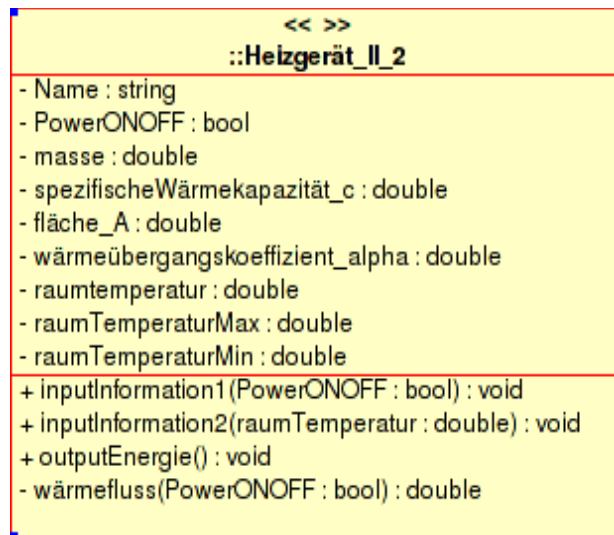 << >>
::Heizgerät_II_2
- Name : string
- PowerONOFF : bool
- masse : double
- spezifischeWärmekapazität_c : double
- fläche_A : double
- wärmeübergangskoeffizient_alpha : double
- raumtemperatur : double
- raumTemperaturMax : double
- raumTemperaturMin : double
+ inputInformation1(PowerONOFF : bool) : void
+ inputInformation2(raumTemperatur : double) : void
+ outputEnergie() : void
- wärmefluss(PowerONOFF : bool) : double